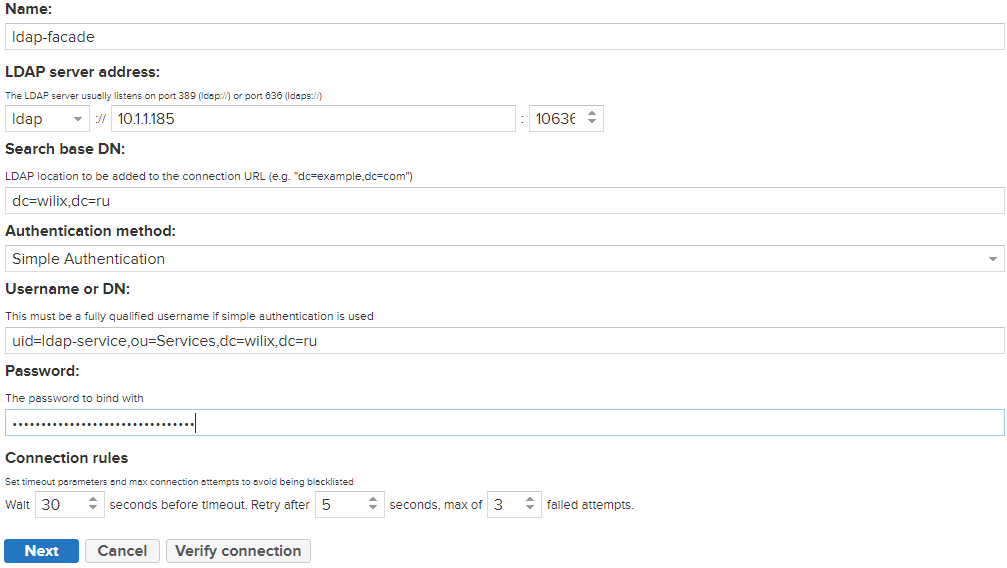 Name:
ldap-facade
LDAP server address:
The LDAP server usually listens on port 389 (ldap://) or port 636 (ldaps://)
ldap :// 10.1.1.185 : 10636
Search base DN:
LDAP location to be added to the connection URL (e.g. "dc=example,dc=com")
dc=wilix,dc=ru
Authentication method:
Simple Authentication
Username or DN:
This must be a fully qualified username if simple authentication is used
uid=ldap-service,ou=Services,dc=wilix,dc=ru
Password:
The password to bind with
••••••••••••••••••••••••••••••••
Connection rules
Set timeout parameters and max connection attempts to avoid being blacklisted
Wait 30 seconds before timeout. Retry after 5 seconds, max of 3 failed attempts.
Next Cancel Verify connection